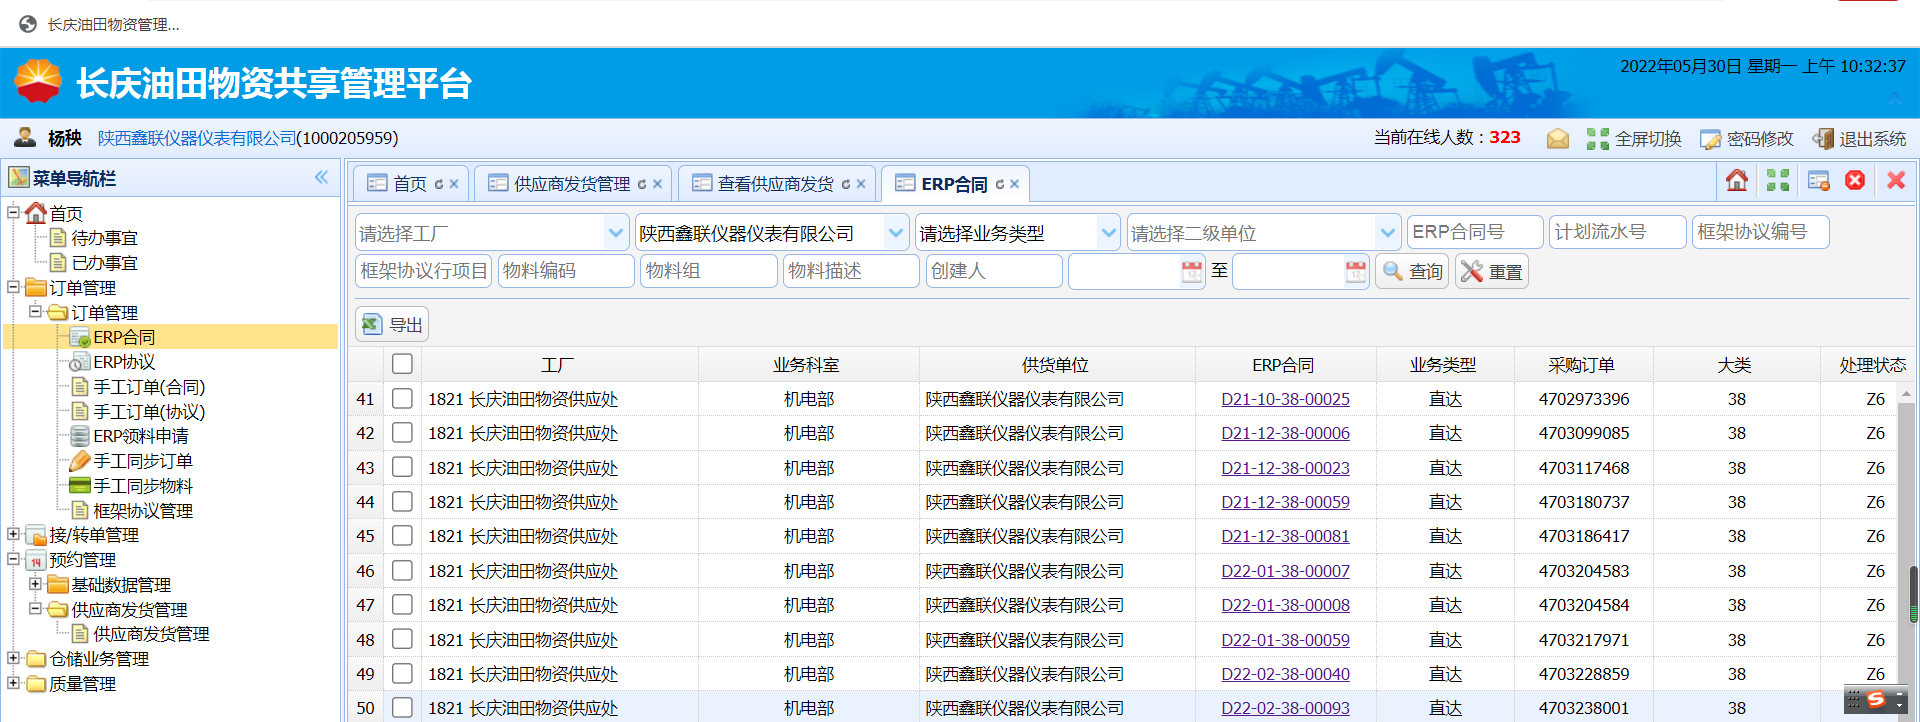 长庆油田物资管理...
长庆油田物资共享管理平台
2022年05月30日 星期一 上午 10:32:37
杨秧 陕西鑫联仪器仪表有限公司(1000205959)
当前在线人数：323 全屏切换 密码修改 退出系统
菜单导航栏
首页
待办事宜
已办事宜
订单管理
订单管理
ERP合同
ERP协议
手工订单(合同)
手工订单(协议)
ERP领料申请
手工同步订单
手工同步物料
框架协议管理
接/转单管理
14 预约管理
基础数据管理
供应商发货管理
供应商发货管理
仓储业务管理
质量管理
首页 供应商发货管理 查看供应商发货 ERP合同
请选择工厂 陕西鑫联仪器仪表有限公司 请选择业务类型 请选择二级单位 ERP合同号 计划流水号 框架协议编号
框架协议行项目 物料编码 物料组 物料描述 创建人 至 查询 重置
导出
工厂 业务科室 供货单位 ERP合同 业务类型 采购订单 大类 处理状态
41 1821 长庆油田物资供应处 机电部 陕西鑫联仪器仪表有限公司 D21-10-38-00025 直达 4702973396 38 Z6
42 1821 长庆油田物资供应处 机电部 陕西鑫联仪器仪表有限公司 D21-12-38-00006 直达 4703099085 38 Z6
43 1821 长庆油田物资供应处 机电部 陕西鑫联仪器仪表有限公司 D21-12-38-00023 直达 4703117468 38 Z6
44 1821 长庆油田物资供应处 机电部 陕西鑫联仪器仪表有限公司 D21-12-38-00059 直达 4703180737 38 Z6
45 1821 长庆油田物资供应处 机电部 陕西鑫联仪器仪表有限公司 D21-12-38-00081 直达 4703186417 38 Z6
46 1821 长庆油田物资供应处 机电部 陕西鑫联仪器仪表有限公司 D22-01-38-00007 直达 4703204583 38 Z6
47 1821 长庆油田物资供应处 机电部 陕西鑫联仪器仪表有限公司 D22-01-38-00008 直达 4703204584 38 Z6
48 1821 长庆油田物资供应处 机电部 陕西鑫联仪器仪表有限公司 D22-01-38-00059 直达 4703217971 38 Z6
49 1821 长庆油田物资供应处 机电部 陕西鑫联仪器仪表有限公司 D22-02-38-00040 直达 4703228859 38 Z6
50 1821 长庆油田物资供应处 机电部 陕西鑫联仪器仪表有限公司 D22-02-38-00093 直达 4703238001 38